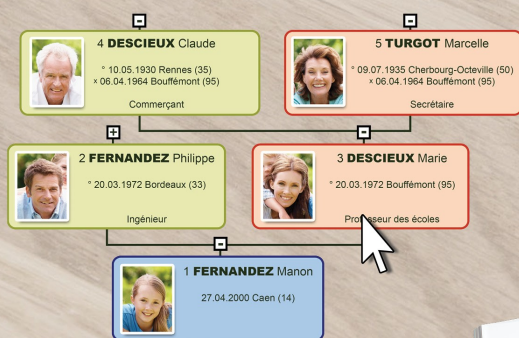 4 DESCIEUX Claude
° 10.05.1930 Rennes (35)
x 06.04.1964 Bouffémont (95)
Commerçant
5 TURGOT Marcelle
° 09.07.1935 Cherbourg-Octeville (50)
x 06.04.1964 Bouffémont (95)
Secrétaire
2 FERNANDEZ Philippe
° 20.03.1972 Bordeaux (33)
Ingénieur
3 DESCIEUX Marie
° 20.03.1972 Bouffémont (95)
Professeur des écoles
1 FERNANDEZ Manon
27.04.2000 Caen (14)